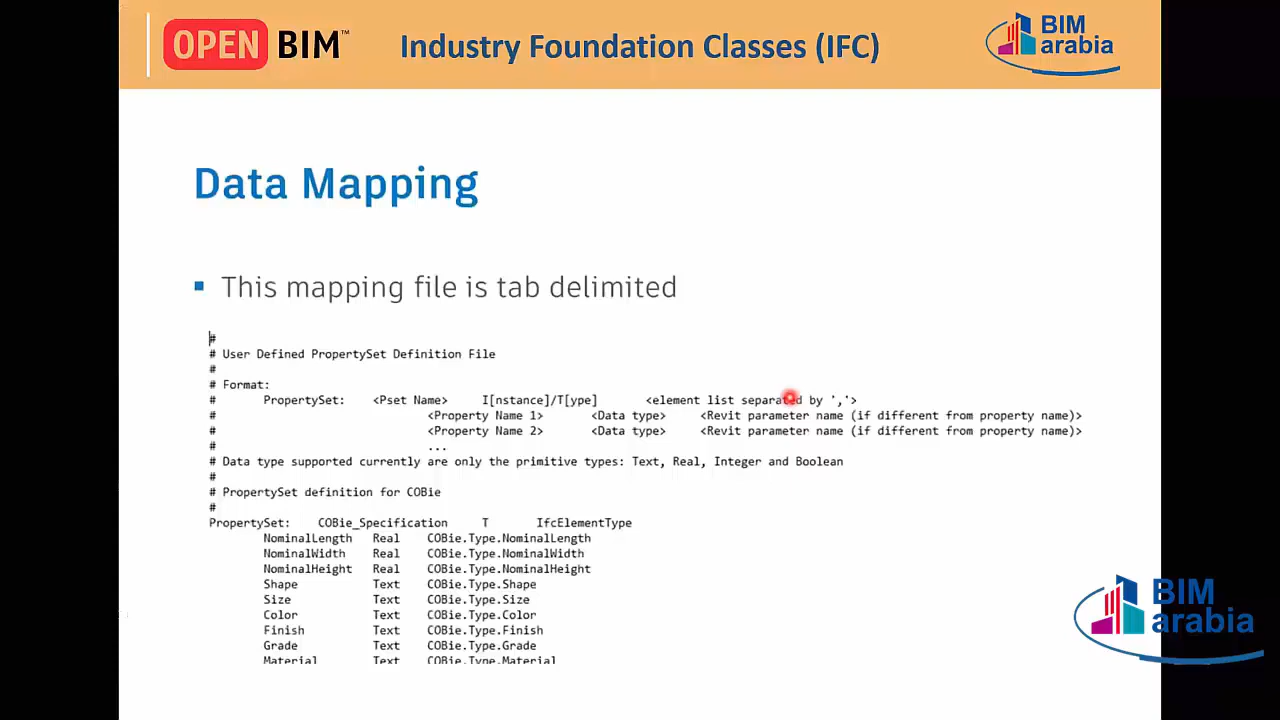 OPEN BIM™
Industry Foundation Classes (IFC)
BIM
arabia
Data Mapping
▪ This mapping file is tab delimited
#
# User Defined PropertySet Definition File
#
# Format:
# PropertySet: <Pset Name> I[nstance]/T[ype] <element list separated by ','>
# <Property Name 1> <Data type> <Revit parameter name (if different from property name)>
# <Property Name 2> <Data type> <Revit parameter name (if different from property name)>
# ...
# Data type supported currently are only the primitive types: Text, Real, Integer and Boolean
#
# PropertySet definition for COBie
#
PropertySet: COBie_Specification T IfcElementType
NominalLength Real COBie.Type.NominalLength
NominalWidth Real COBie.Type.NominalWidth
NominalHeight Real COBie.Type.NominalHeight
Shape Text COBie.Type.Shape
Size Text COBie.Type.Size
Color Text COBie.Type.Color
Finish Text COBie.Type.Finish
Grade Text COBie.Type.Grade
Material Text COBie.Type.Material
BIM
arabia